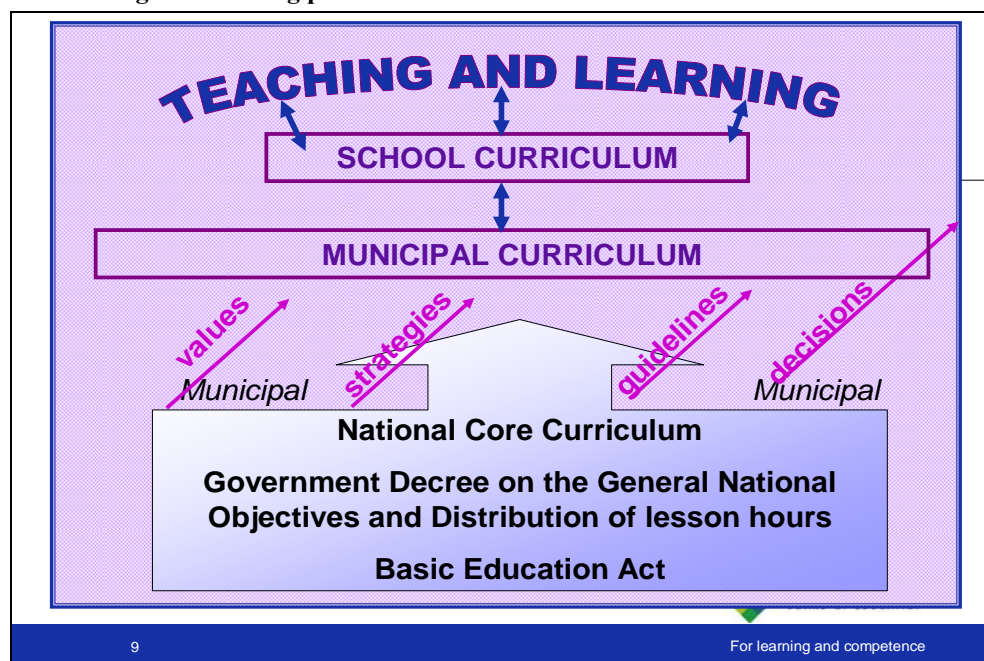 TEACHING AND LEARNING
SCHOOL CURRICULUM
MUNICIPAL CURRICULUM
values
strategies
guidelines
decisions
Municipal
Municipal
National Core Curriculum
Government Decree on the General National
Objectives and Distribution of lesson hours
Basic Education Act
9
For learning and competence